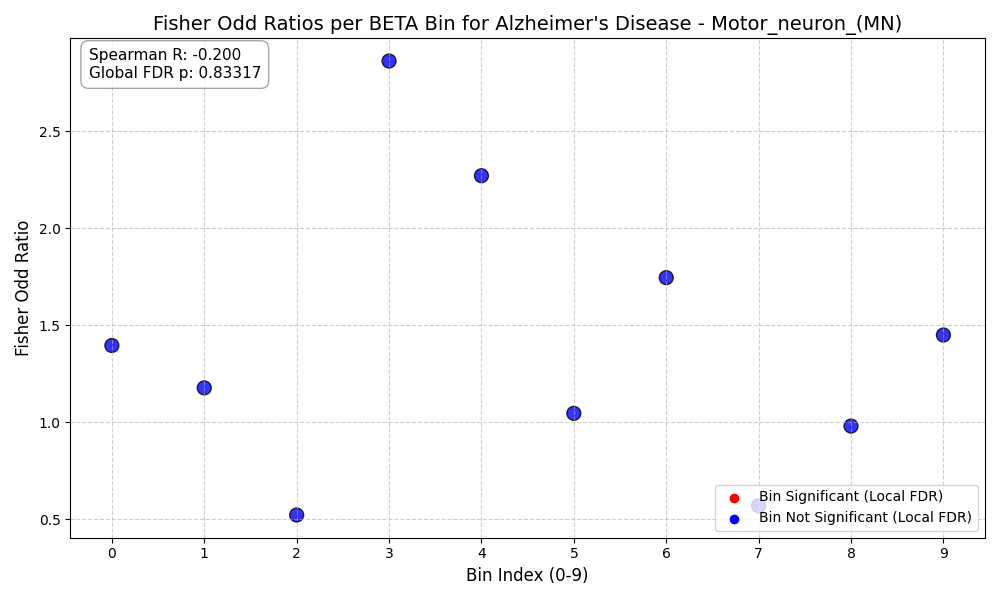 Fisher Odd Ratios per BETA Bin for Alzheimer's Disease - Motor_neuron_(MN)
Spearman R: -0.200
Global FDR p: 0.83317
Fisher Odd Ratio
2.5
2.0
1.5
1.0
0.5
Bin Significant (Local FDR)
Bin Not Significant (Local FDR)
0 1 2 3 4 5 6 7 8 9
Bin Index (0-9)